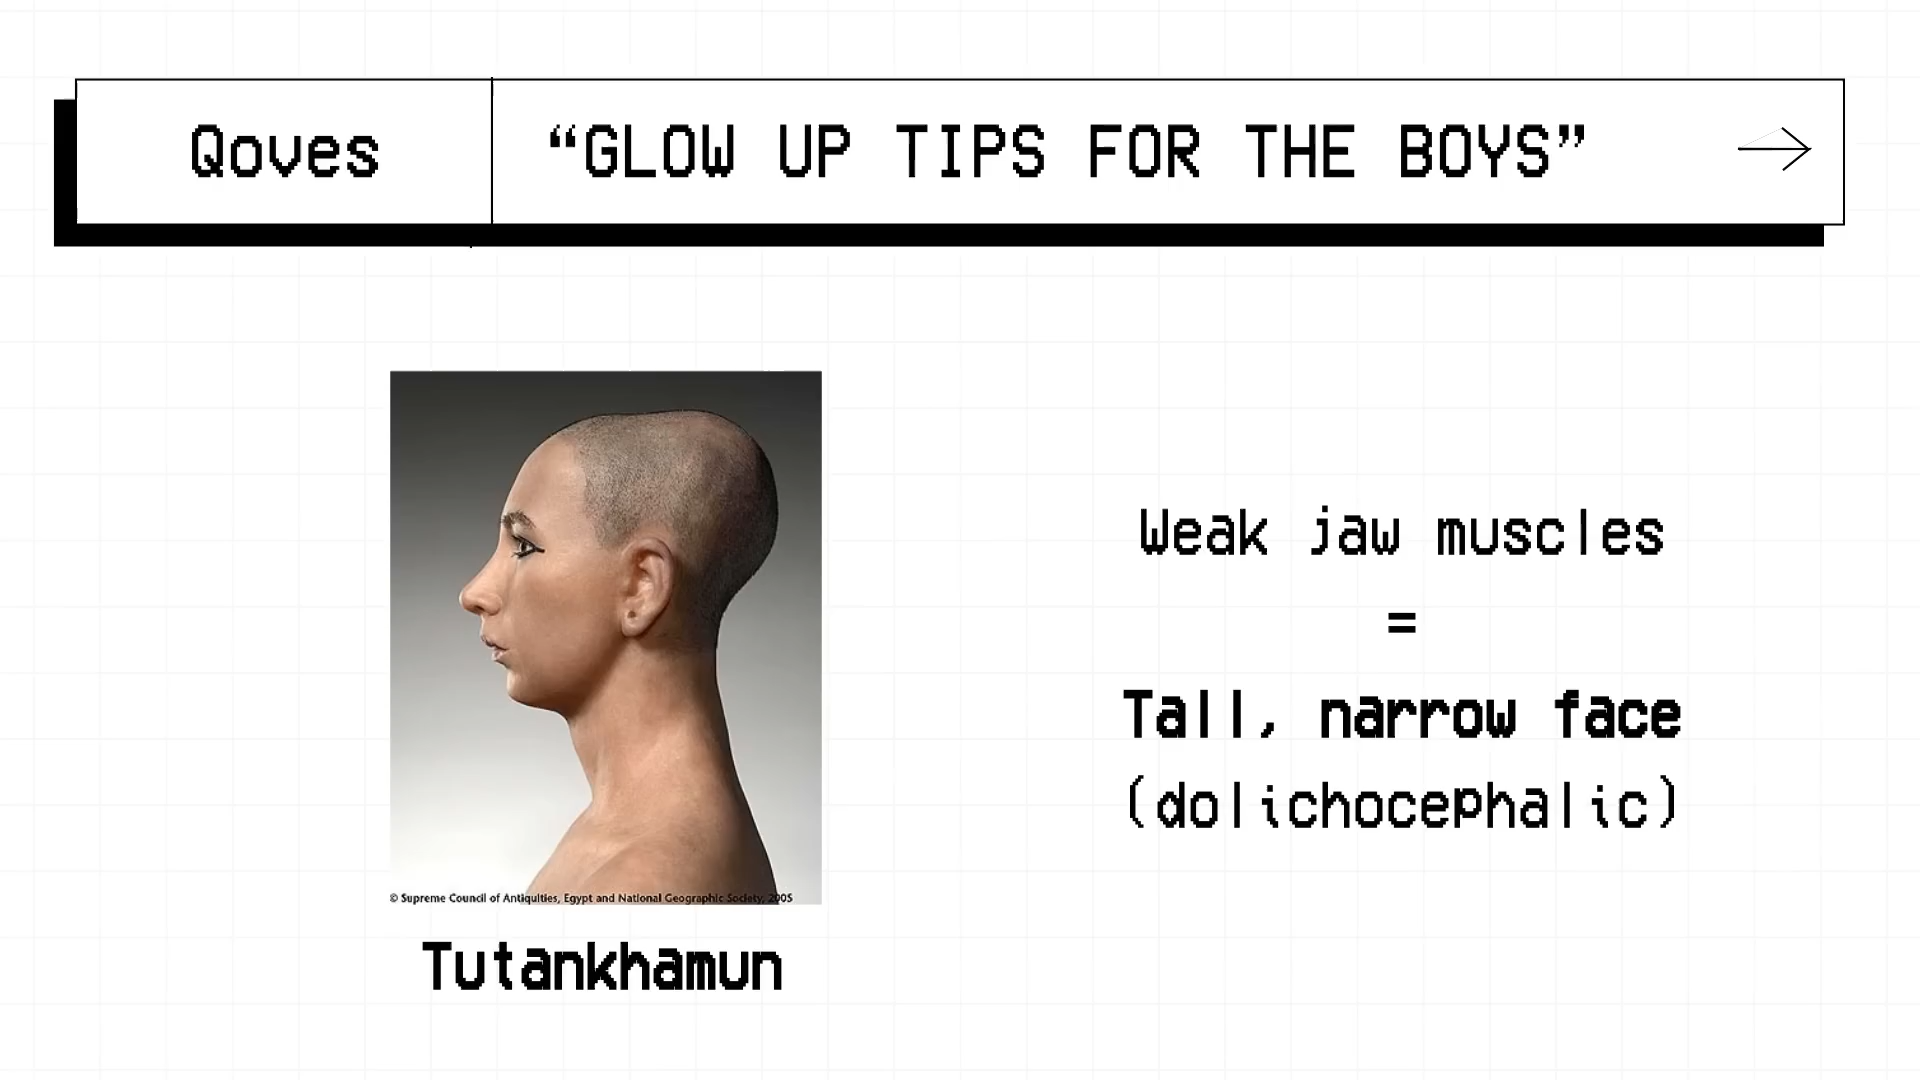 Qoves
“GLOW UP TIPS FOR THE BOYS”
© Supreme Council of Antiquities, Egypt and National Geographic Society, 2005
Tutankhamun
Weak jaw muscles
=
Tall, narrow face
(dolichocephalic)